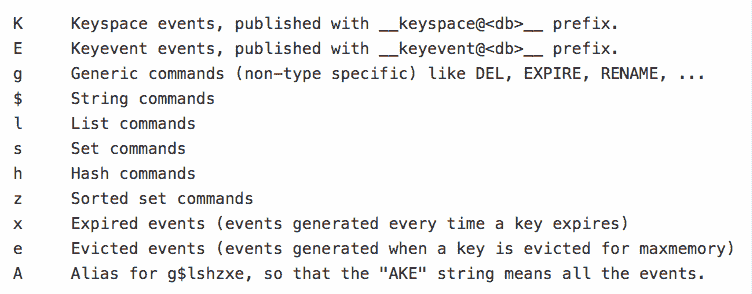 K     Keyspace events, published with __keyspace@<db>__ prefix.
E     Keyevent events, published with __keyevent@<db>__ prefix.
g     Generic commands (non-type specific) like DEL, EXPIRE, RENAME, ...
$     String commands
l     List commands
s     Set commands
h     Hash commands
z     Sorted set commands
x     Expired events (events generated every time a key expires)
e     Evicted events (events generated when a key is evicted for maxmemory)
A     Alias for g$lshzxe, so that the "AKE" string means all the events.